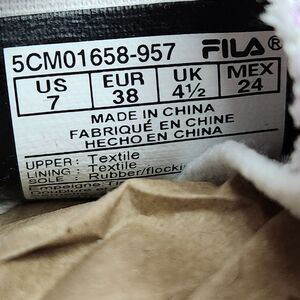 5CM01658-957 FILA®
US EUR UK MEX
7 38 4½ 24
MADE IN CHINA
FABRIQUÉ EN CHINE
HECHO EN CHINA
UPPER: Textile
LINING: Textile
SOLE : Rubber/flocki